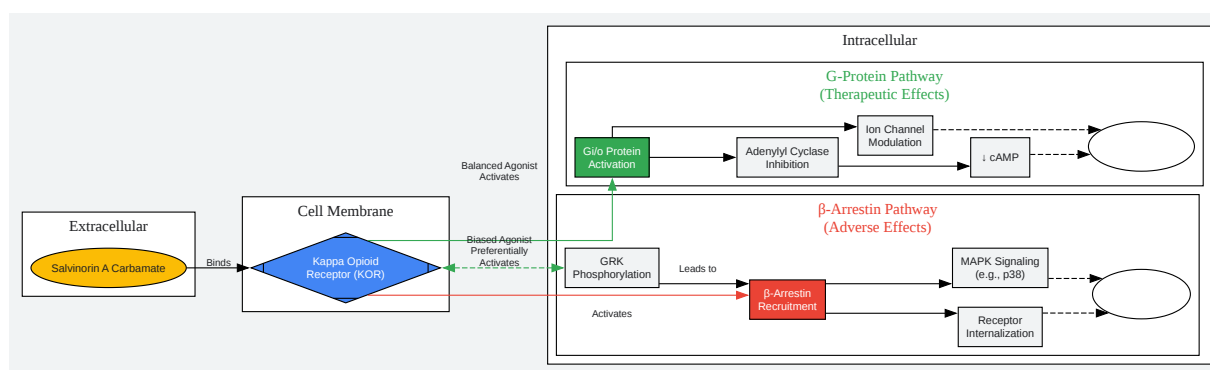 Intracellular
G-Protein Pathway
(Therapeutic Effects)
Ion Channel
Modulation
Gi/o Protein
Activation
Adenylyl Cyclase
Inhibition
↓ cAMP
Balanced Agonist
Activates
Extracellular
Salvinorin A Carbamate
Binds
Cell Membrane
Kappa Opioid
Receptor (KOR)
Biased Agonist
Preferentially
Activates
β-Arrestin Pathway
(Adverse Effects)
GRK
Phosphorylation
Leads to
Activates
β-Arrestin
Recruitment
MAPK Signaling
(e.g., p38)
Receptor
Internalization